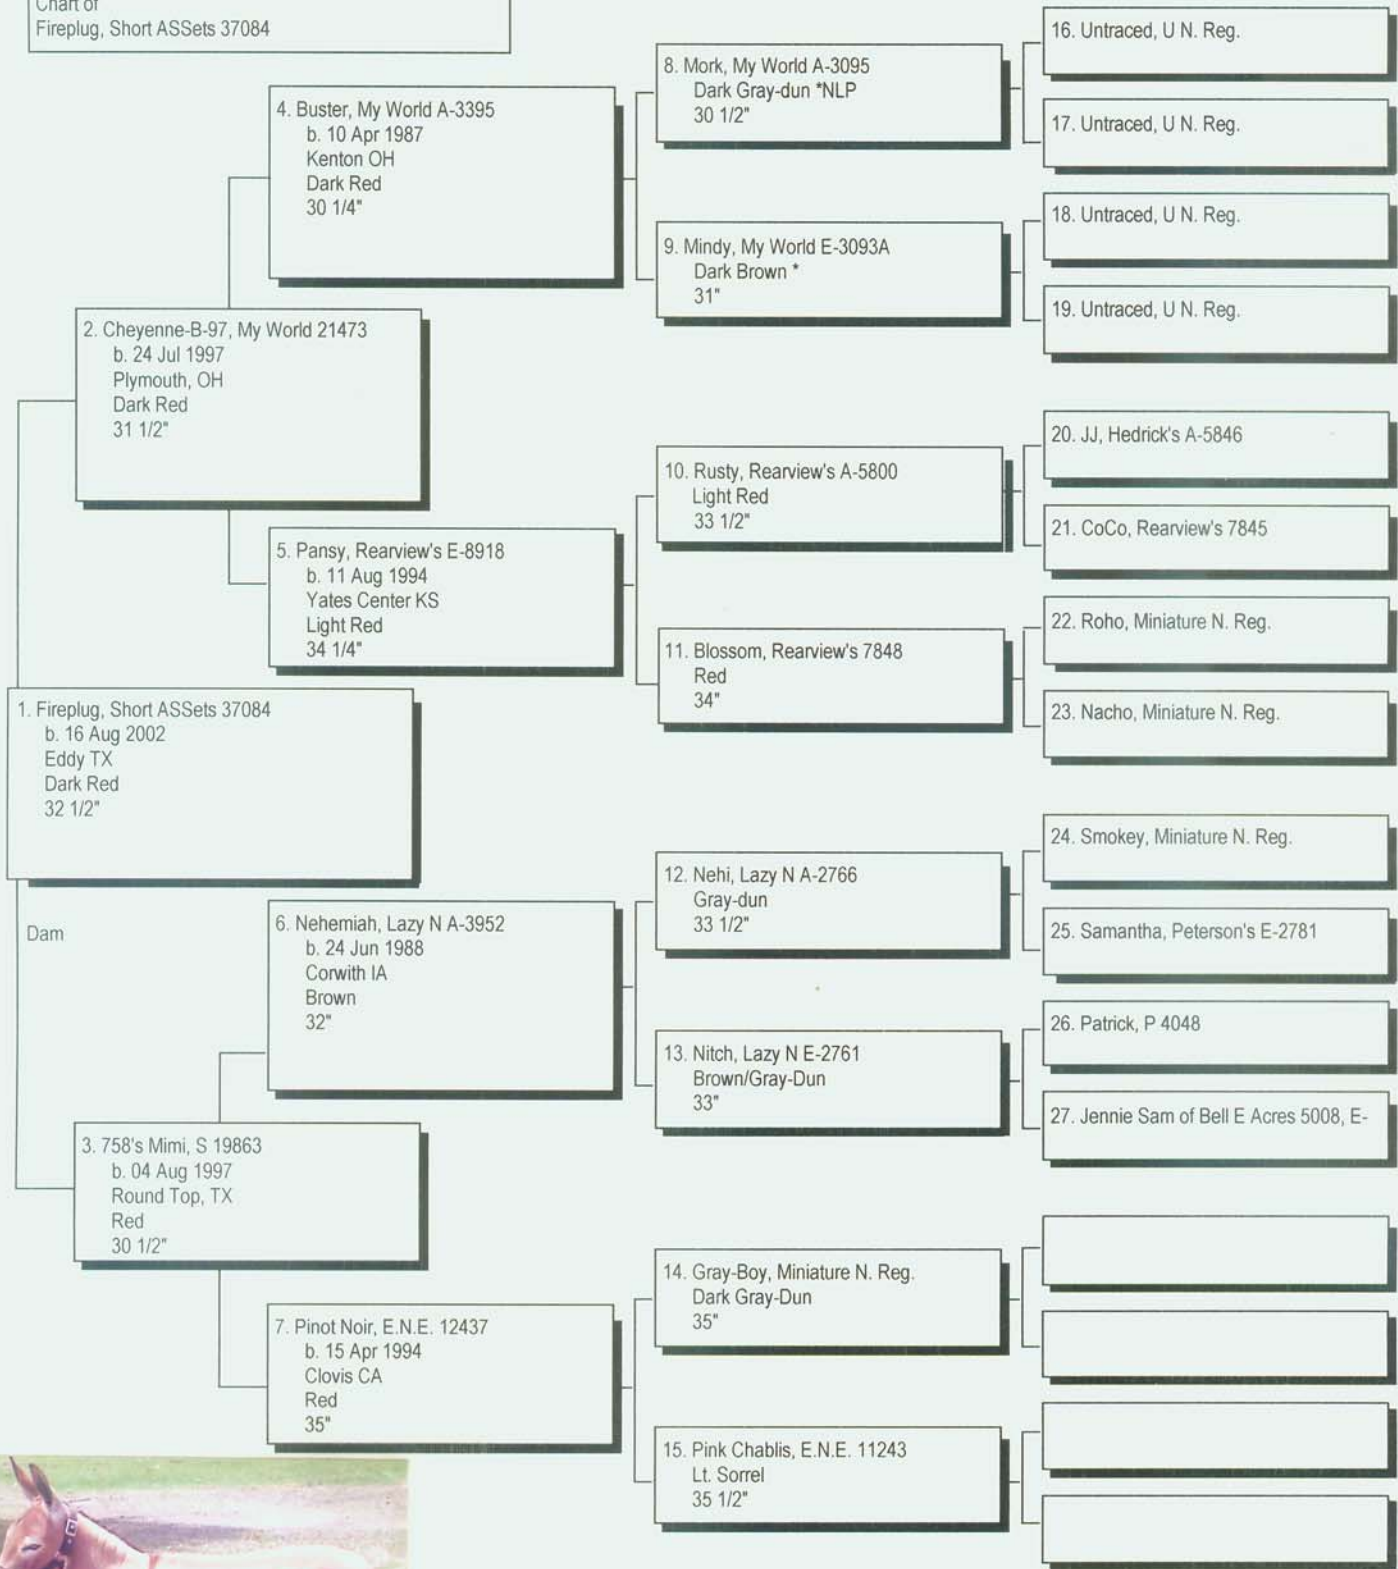 Chart of
Fireplug, Short ASSets 37084
16. Untraced, U N. Reg.
8. Mork, My World A-3095
Dark Gray-dun *NLP
30 1/2"
4. Buster, My World A-3395
b. 10 Apr 1987
Kenton OH
Dark Red
30 1/4"
17. Untraced, U N. Reg.
18. Untraced, U N. Reg.
9. Mindy, My World E-3093A
Dark Brown *
31"
19. Untraced, U N. Reg.
2. Cheyenne-B-97, My World 21473
b. 24 Jul 1997
Plymouth, OH
Dark Red
31 1/2"
20. JJ, Hedrick's A-5846
10. Rusty, Rearview's A-5800
Light Red
33 1/2"
21. CoCo, Rearview's 7845
5. Pansy, Rearview's E-8918
b. 11 Aug 1994
Yates Center KS
Light Red
34 1/4"
22. Roho, Miniature N. Reg.
11. Blossom, Rearview's 7848
Red
34"
23. Nacho, Miniature N. Reg.
1. Fireplug, Short ASSets 37084
b. 16 Aug 2002
Eddy TX
Dark Red
32 1/2"
24. Smokey, Miniature N. Reg.
12. Nehi, Lazy N A-2766
Gray-dun
33 1/2"
25. Samantha, Peterson's E-2781
Dam
6. Nehemiah, Lazy N A-3952
b. 24 Jun 1988
Corwith IA
Brown
32"
26. Patrick, P 4048
13. Nitch, Lazy N E-2761
Brown/Gray-Dun
33"
27. Jennie Sam of Bell E Acres 5008, E-
3. 758's Mimi, S 19863
b. 04 Aug 1997
Round Top, TX
Red
30 1/2"
14. Gray-Boy, Miniature N. Reg.
Dark Gray-Dun
35"
7. Pinot Noir, E.N.E. 12437
b. 15 Apr 1994
Clovis CA
Red
35"
15. Pink Chablis, E.N.E. 11243
Lt. Sorrel
35 1/2"